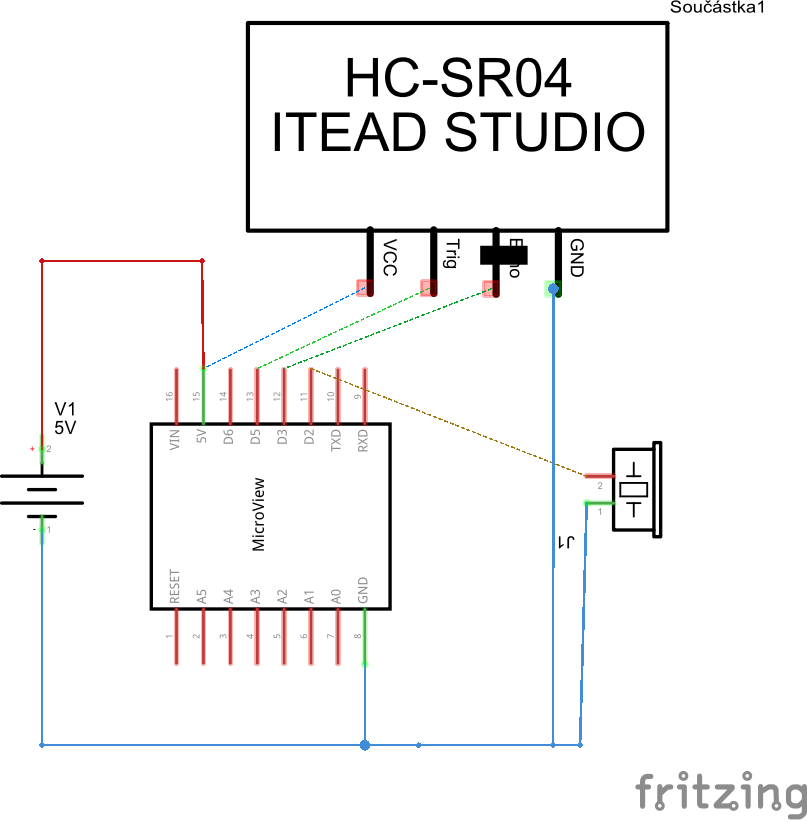 Součástka1
HC-SR04
ITEAD STUDIO
VCC
Trig
GND
V1
5V
+
2
-
1
16
15
14
13
12
11
10
9
VIN
5V
D6
D5
D3
D2
TXD
RXD
MicroView
RESET
A5
A4
A3
A2
A1
A0
GND
1
2
3
4
5
6
7
8
2
1
J1
fritzing